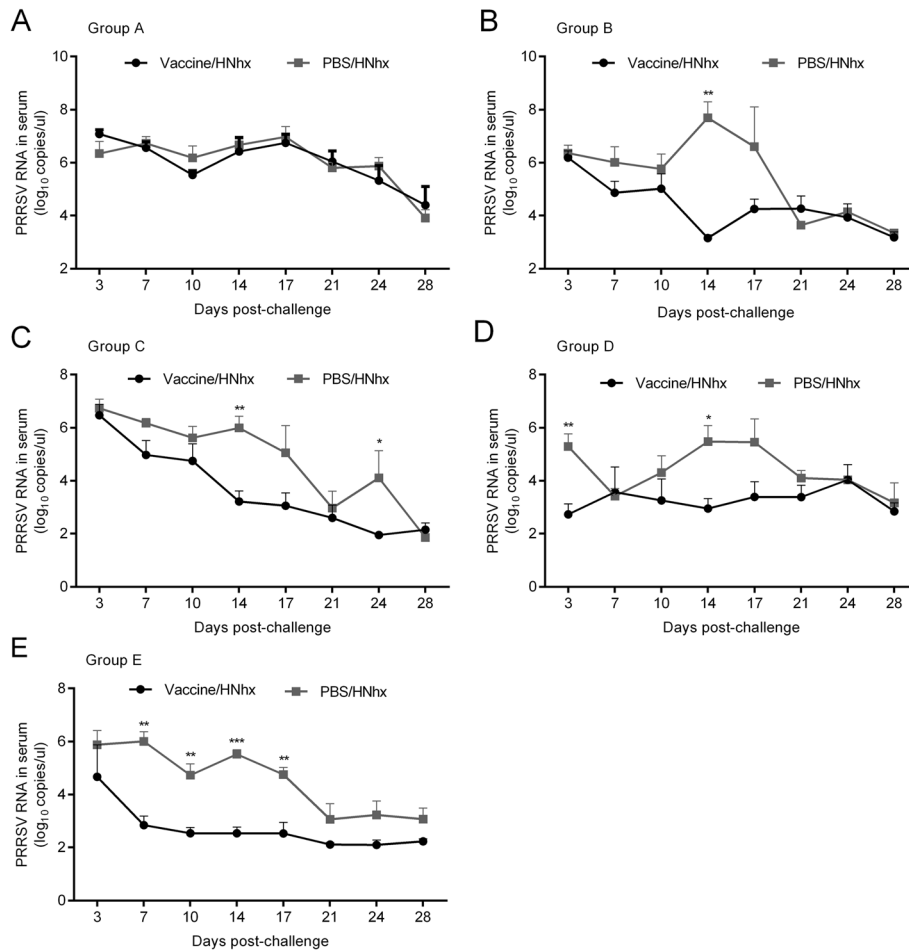 A
Group A
Vaccine/HNhx
PBS/HNhx
PRRSV RNA in serum
(log10 copies/ul)
10
8
6
4
2
3 7 10 14 17 21 24 28
Days post-challenge
B
Group B
Vaccine/HNhx
PBS/HNhx
PRRSV RNA in serum
(log10 copies/ul)
10
8
6
4
2
**
3 7 10 14 17 21 24 28
Days post-challenge
C
Group C
Vaccine/HNhx
PBS/HNhx
PRRSV RNA in serum
(log10 copies/ul)
8
6
4
2
0
**
*
3 7 10 14 17 21 24 28
Days post-challenge
D
Group D
Vaccine/HNhx
PBS/HNhx
PRRSV RNA in serum
(log10 copies/ul)
8
6
4
2
0
**
*
3 7 10 14 17 21 24 28
Days post-challenge
E
Group E
Vaccine/HNhx
PBS/HNhx
PRRSV RNA in serum
(log10 copies/ul)
8
6
4
2
0
**
**
***
**
3 7 10 14 17 21 24 28
Days post-challenge